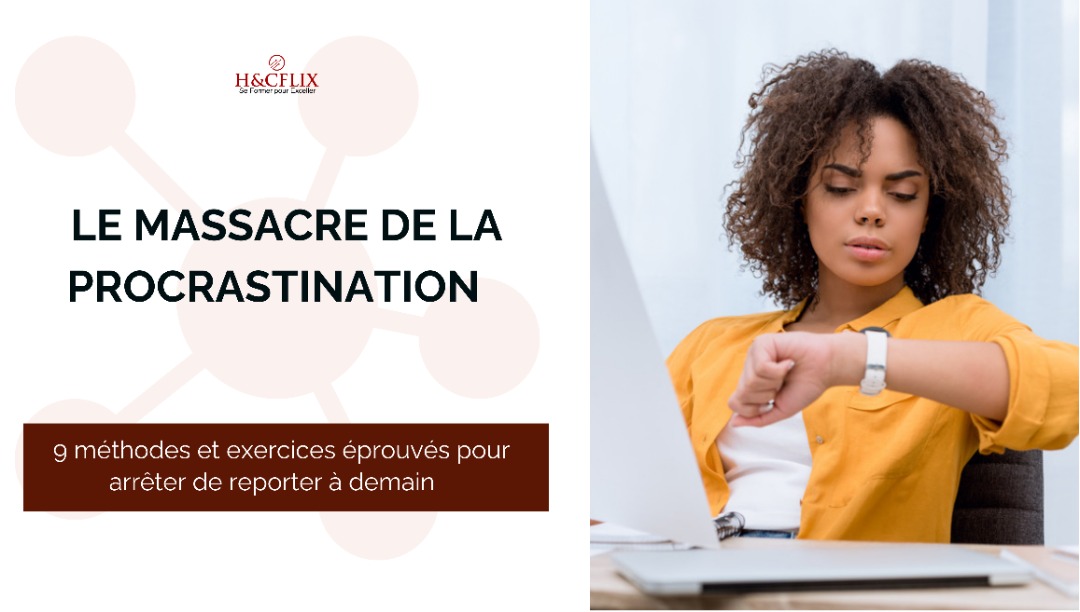 H&CFLIX
Se Former pour Exceller
LE MASSACRE DE LA
PROCRASTINATION
9 méthodes et exercices éprouvés pour
arrêter de reporter à demain